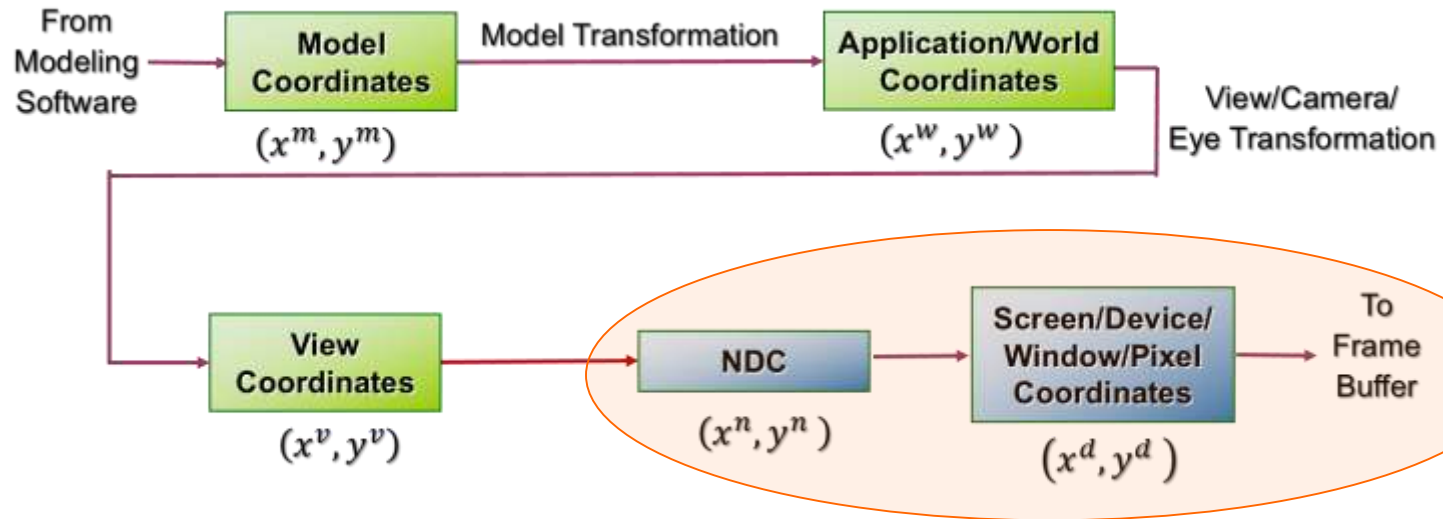 From
Modeling
Software
Model
Coordinates
(x^m, y^m)
Model Transformation
Application/World
Coordinates
(x^w, y^w )
View/Camera/
Eye Transformation
View
Coordinates
(x^v, y^v)
NDC
(x^n, y^n )
Screen/Device/
Window/Pixel
Coordinates
(x^d, y^d )
To
Frame
Buffer